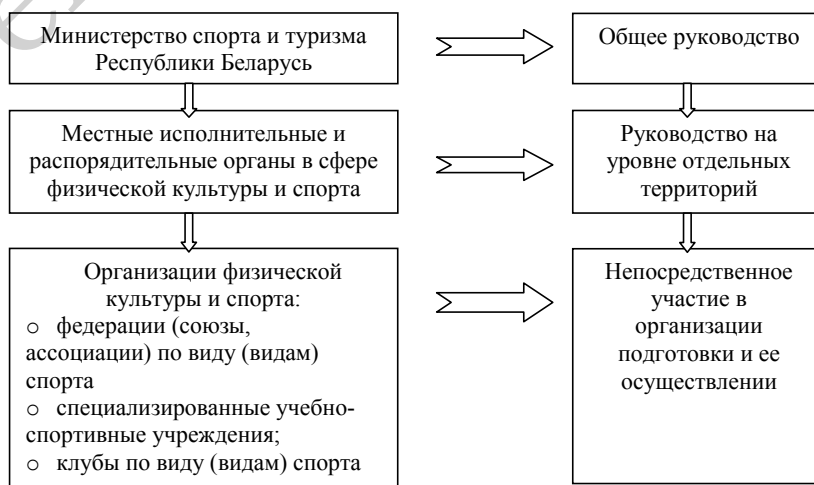 Министерство спорта и туризма
Республики Беларусь
Общее руководство
Местные исполнительные и
распорядительные органы в сфере
физической культуры и спорта
Руководство на
уровне отдельных
территорий
Организации физической
культуры и спорта:
o федерации (союзы,
ассоциации) по виду (видам)
спорта
o специализированные учебно-
спортивные учреждения;
o клубы по виду (видам) спорта
Непосредственное
участие в
организации
подготовки и ее
осуществлении